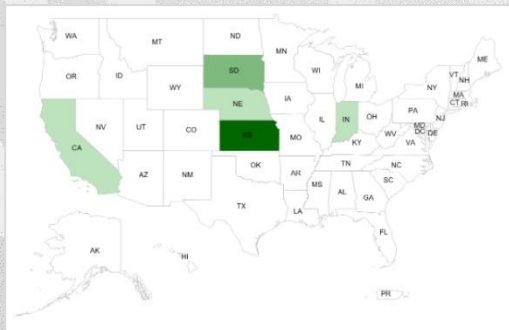 WA
MT
ND
MN
ME
OR
ID
SD
WI
VT
NH
WY
MI
NY
MA
CT
RI
NE
IA
PA
NJ
NV
UT
CO
IL
IN
OH
MD
DC
DE
CA
KS
MO
KY
WV
VA
AZ
NM
OK
AR
TN
NC
SC
TX
LA
MS
AL
GA
FL
AK
HI
PR